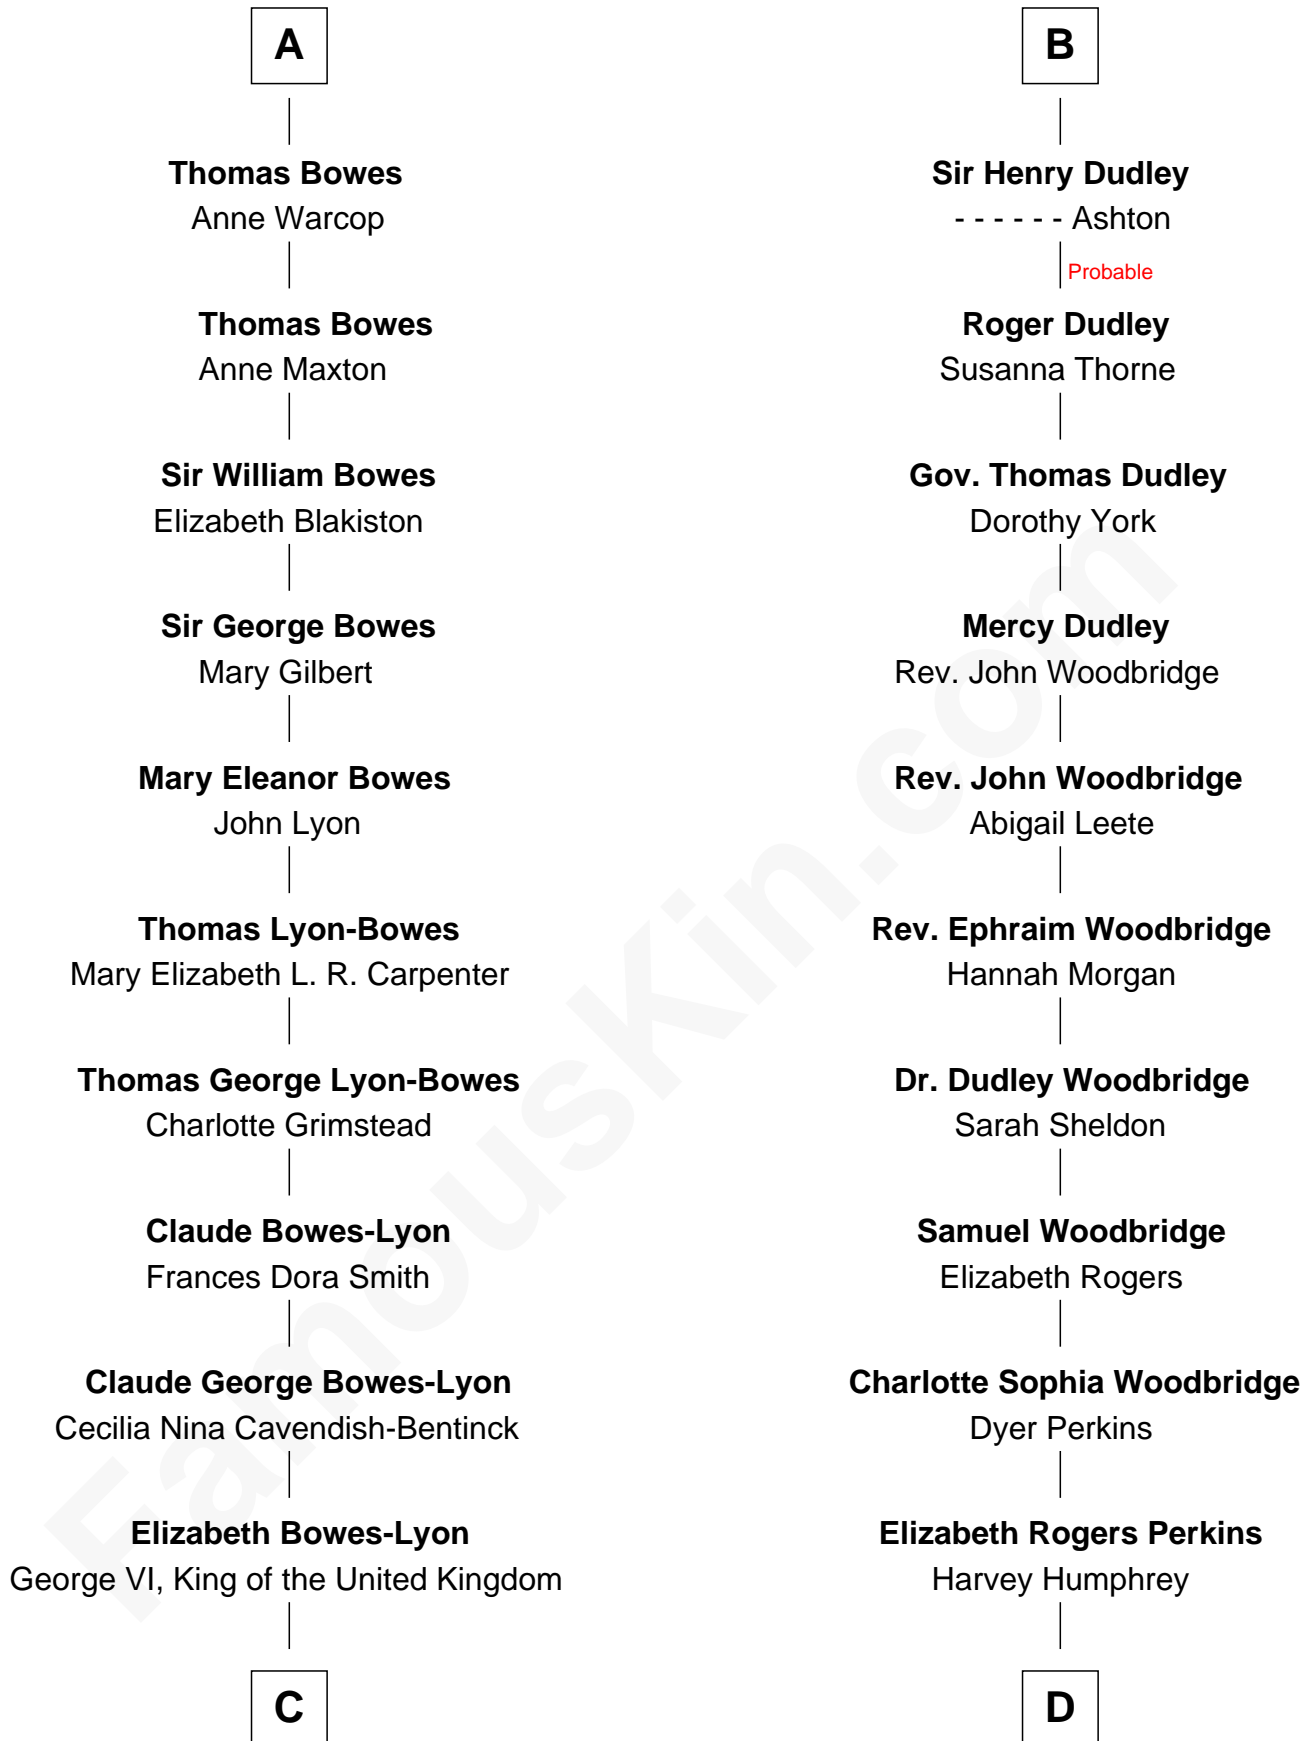 A
Thomas Bowes
Anne Warcop
Thomas Bowes
Anne Maxton
Sir William Bowes
Elizabeth Blakiston
Sir George Bowes
Mary Gilbert
Mary Eleanor Bowes
John Lyon
Thomas Lyon-Bowes
Mary Elizabeth L. R. Carpenter
Thomas George Lyon-Bowes
Charlotte Grimstead
Claude Bowes-Lyon
Frances Dora Smith
Claude George Bowes-Lyon
Cecilia Nina Cavendish-Bentinck
Elizabeth Bowes-Lyon
George VI, King of the United Kingdom
C
B
Sir Henry Dudley
- - - - - - Ashton
Probable
Roger Dudley
Susanna Thorne
Gov. Thomas Dudley
Dorothy York
Mercy Dudley
Rev. John Woodbridge
Rev. John Woodbridge
Abigail Leete
Rev. Ephraim Woodbridge
Hannah Morgan
Dr. Dudley Woodbridge
Sarah Sheldon
Samuel Woodbridge
Elizabeth Rogers
Charlotte Sophia Woodbridge
Dyer Perkins
Elizabeth Rogers Perkins
Harvey Humphrey
D
FamousKin.com